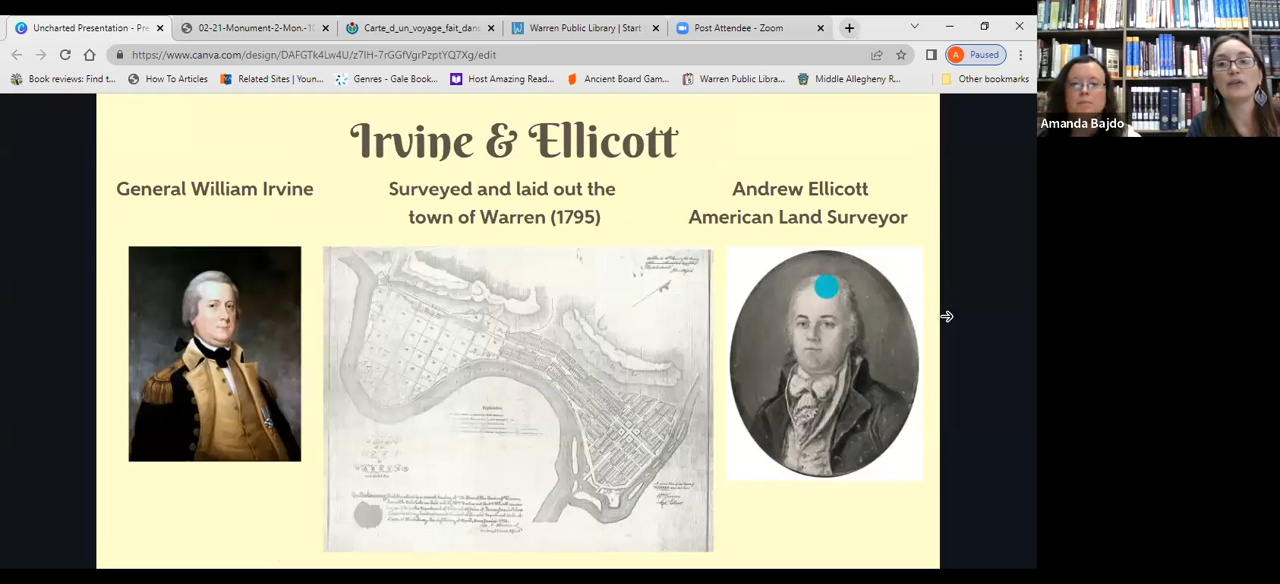 Uncharted Presentation - Pre
02-21-Monument-2-Mon.-1
Carte_d_un_voyage_fait_dans
Warren Public Library | Start
Post Attendee - Zoom
https://www.canva.com/design/DAFGTk4Lw4U/z7IH-7rGGfVgrPzptYQ7Xg/edit
A
Paused
Book reviews: Find t...
How To Articles
Related Sites | Youn...
Genres - Gale Book...
Host Amazing Read...
Ancient Board Gam...
Warren Public Libra...
Middle Allegheny R...
Other bookmarks
Amanda Bajdo
Irvine & Ellicott
General William Irvine
Surveyed and laid out the
town of Warren (1795)
Andrew Ellicott
American Land Surveyor
Explanation
WARREN